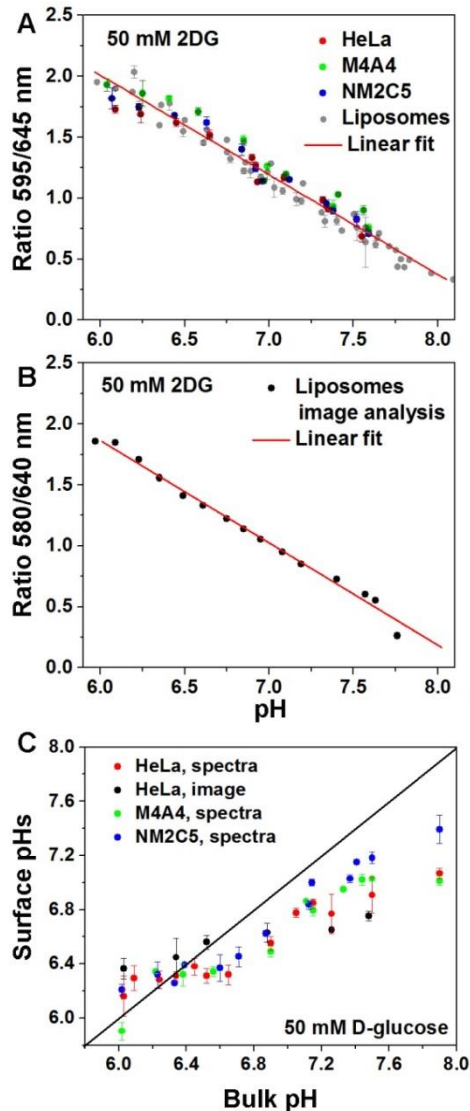 A
50 mM 2DG
HeLa
M4A4
NM2C5
Liposomes
Linear fit
Ratio 595/645 nm
2.5
2.0
1.5
1.0
0.5
0.0
6.0 6.5 7.0 7.5 8.0
B
50 mM 2DG
Liposomes
image analysis
Linear fit
Ratio 580/640 nm
2.5
2.0
1.5
1.0
0.5
0.0
6.0 6.5 7.0 7.5 8.0
pH
C
HeLa, spectra
HeLa, image
M4A4, spectra
NM2C5, spectra
Surface pHs
8.0
7.6
7.2
6.8
6.4
6.0
50 mM D-glucose
6.0 6.4 6.8 7.2 7.6 8.0
Bulk pH